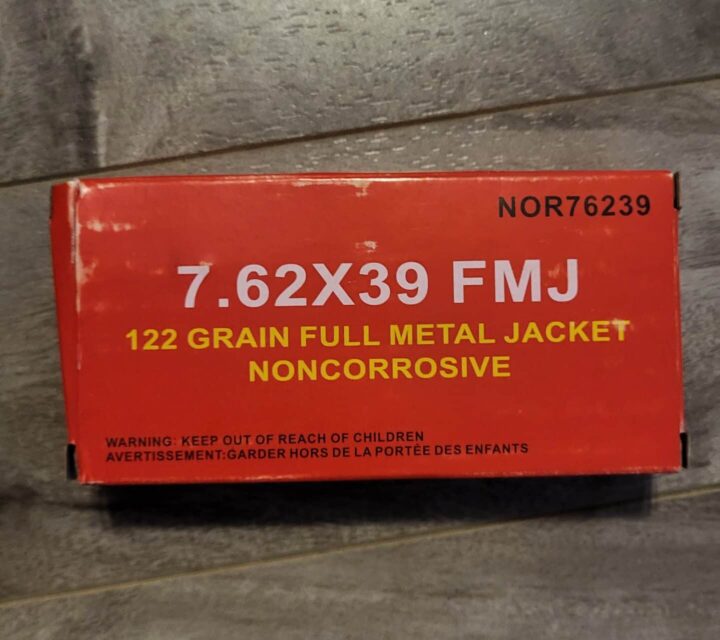 NOR76239
7.62X39 FMJ
122 GRAIN FULL METAL JACKET
NONCORROSIVE
WARNING: KEEP OUT OF REACH OF CHILDREN
AVERTISSEMENT:GARDER HORS DE LA PORTÉE DES ENFANTS